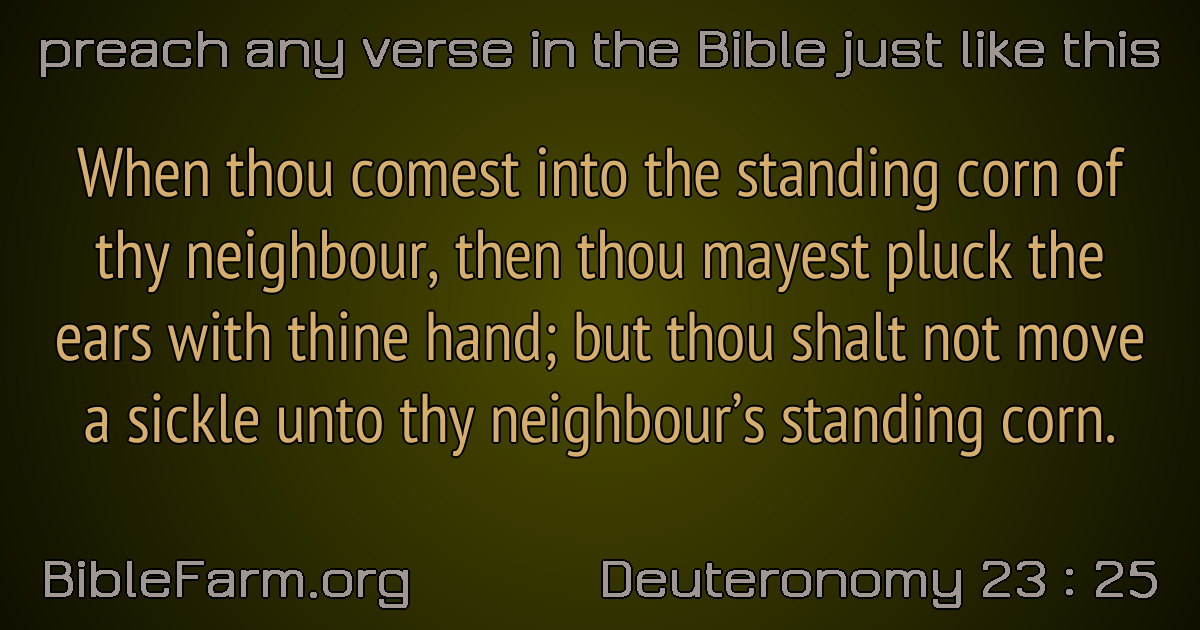 preach any verse in the Bible just like this
When thou comest into the standing corn of
thy neighbour, then thou mayest pluck the
ears with thine hand; but thou shalt not move
a sickle unto thy neighbour’s standing corn.
BibleFarm.org
Deuteronomy 23 : 25